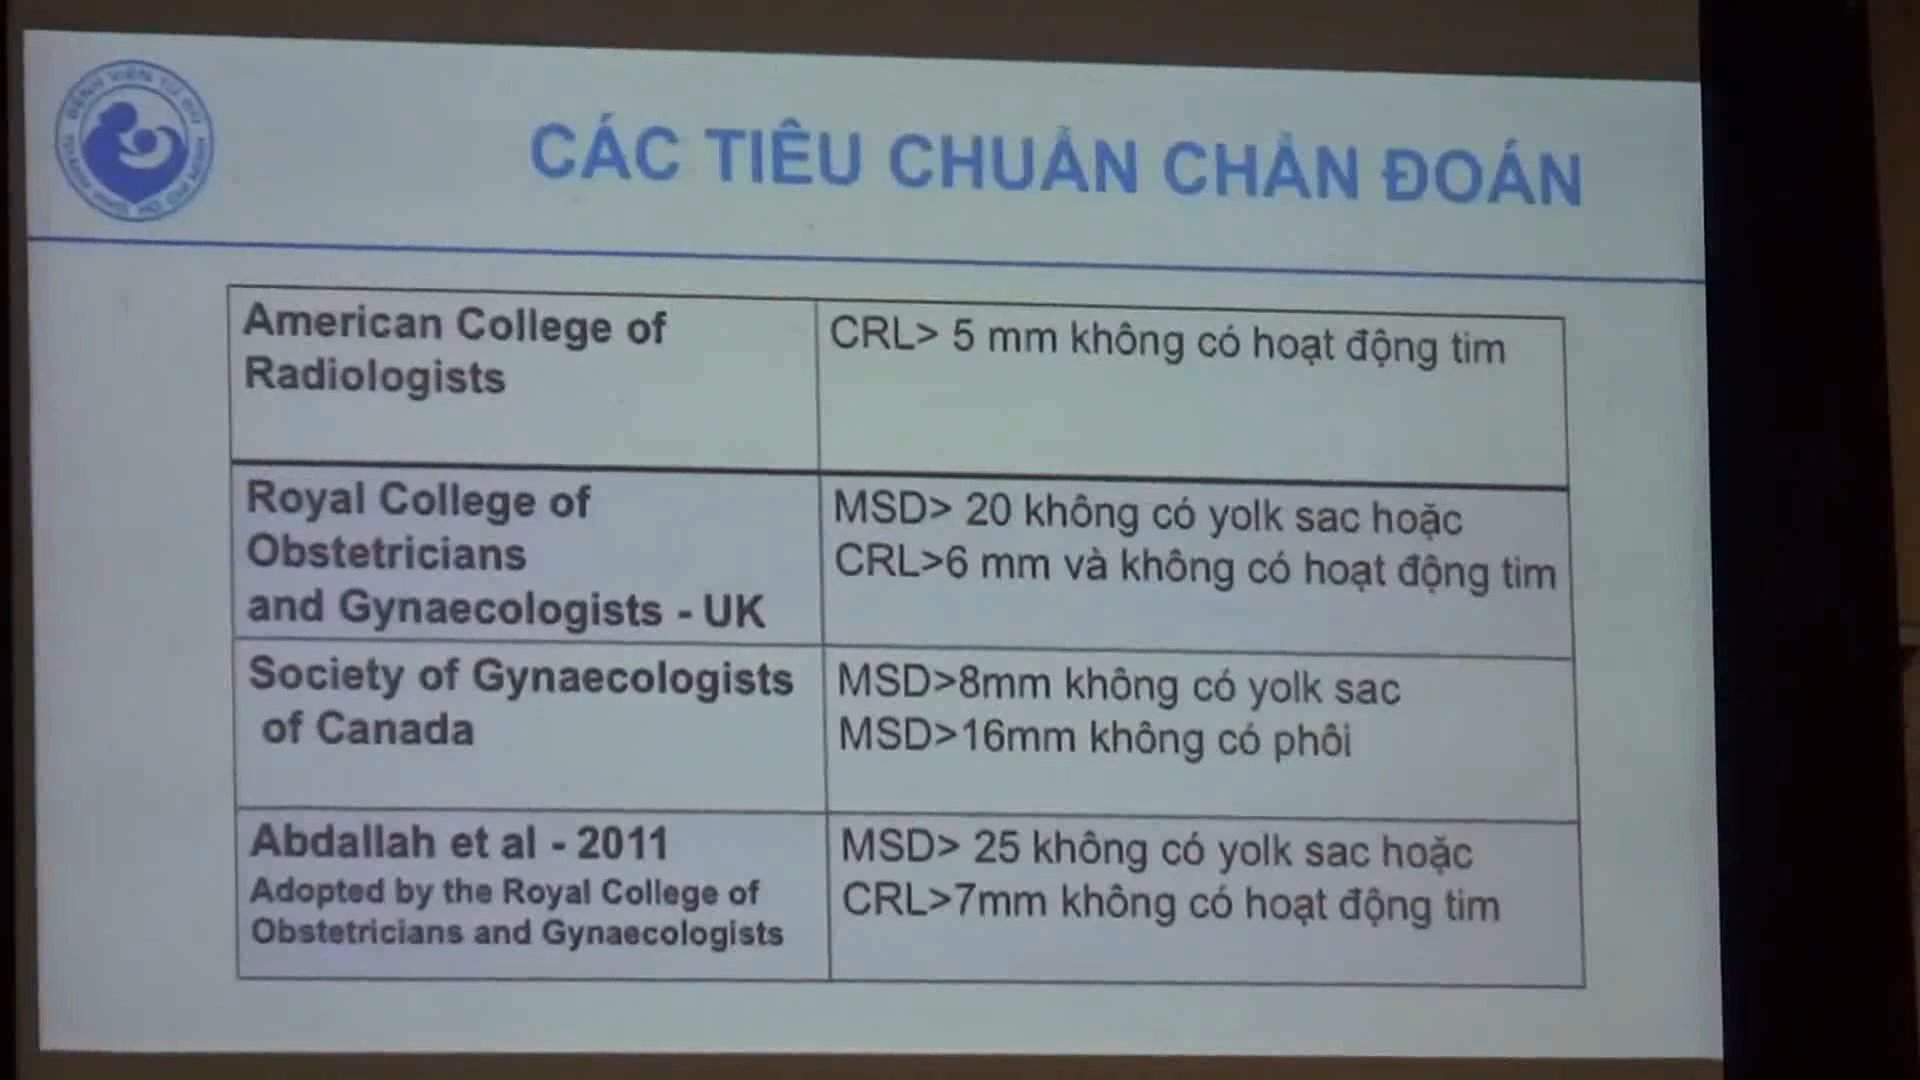 BỆNH VIỆN TỪ DŨ
CÁC TIÊU CHUẨN CHẨN ĐOÁN
American College of
Radiologists
CRL> 5 mm không có hoạt động tim
Royal College of
Obstetricians
and Gynaecologists - UK
MSD> 20 không có yolk sac hoặc
CRL>6 mm và không có hoạt động tim
Society of Gynaecologists
of Canada
MSD>8mm không có yolk sac
MSD>16mm không có phôi
Abdallah et al - 2011
Adopted by the Royal College of
Obstetricians and Gynaecologists
MSD> 25 không có yolk sac hoặc
CRL>7mm không có hoạt động tim